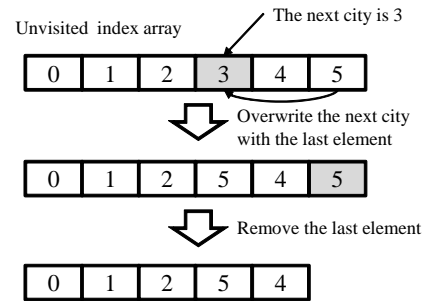 The next city is 3
Unvisited index array
0 1 2 3 4 5
Overwrite the next city
with the last element
0 1 2 5 4 5
Remove the last element
0 1 2 5 4